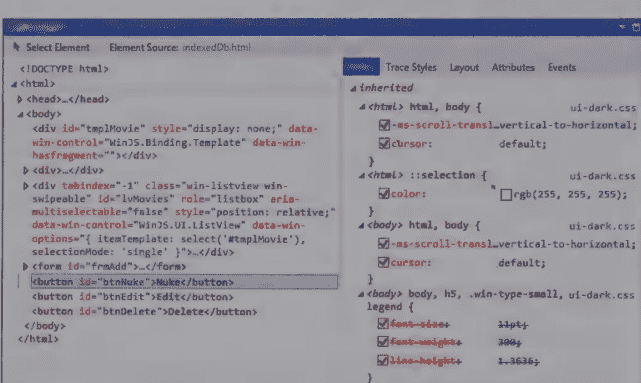 Select Element Element Source: indexedDb.html
<!DOCTYPE html>
<html>
<head>…</head>
<body>
<div id="tmplMovie" style="display: none;" data-
win-control="WinJS.Binding.Template" data-win-
hasfragment=""></div>
<div>…</div>
<div tabindex="-1" class="win-listview win-
swipeable" id="lvMovies" role="listbox" aria-
multiselectable="false" style="position: relative;"
data-win-control="WinJS.UI.ListView" data-win-
options="{ itemTemplate: select('#tmplMovie'),
selectionMode: 'single' }">…</div>
<form id="frmAdd">…</form>
<button id="btnNuke">Nuke</button>
<button id="btnEdit">Edit</button>
<button id="btnDelete">Delete</button>
</body>
</html>
Trace Styles Layout Attributes Events
inherited
<html> html, body { ui-dark.css
-ms-scroll-transl…vertical-to-horizontal;
cursor: default;
}
<html> ::selection { ui-dark.css
color: rgb(255, 255, 255);
}
<body> html, body { ui-dark.css
-ms-scroll-transl…vertical-to-horizontal;
cursor: default;
}
<body> body, h5, .win-type-small, ui-dark.css
legend {
font-size: 11pt;
font-weight: 300;
line-height: 1.3636;
}